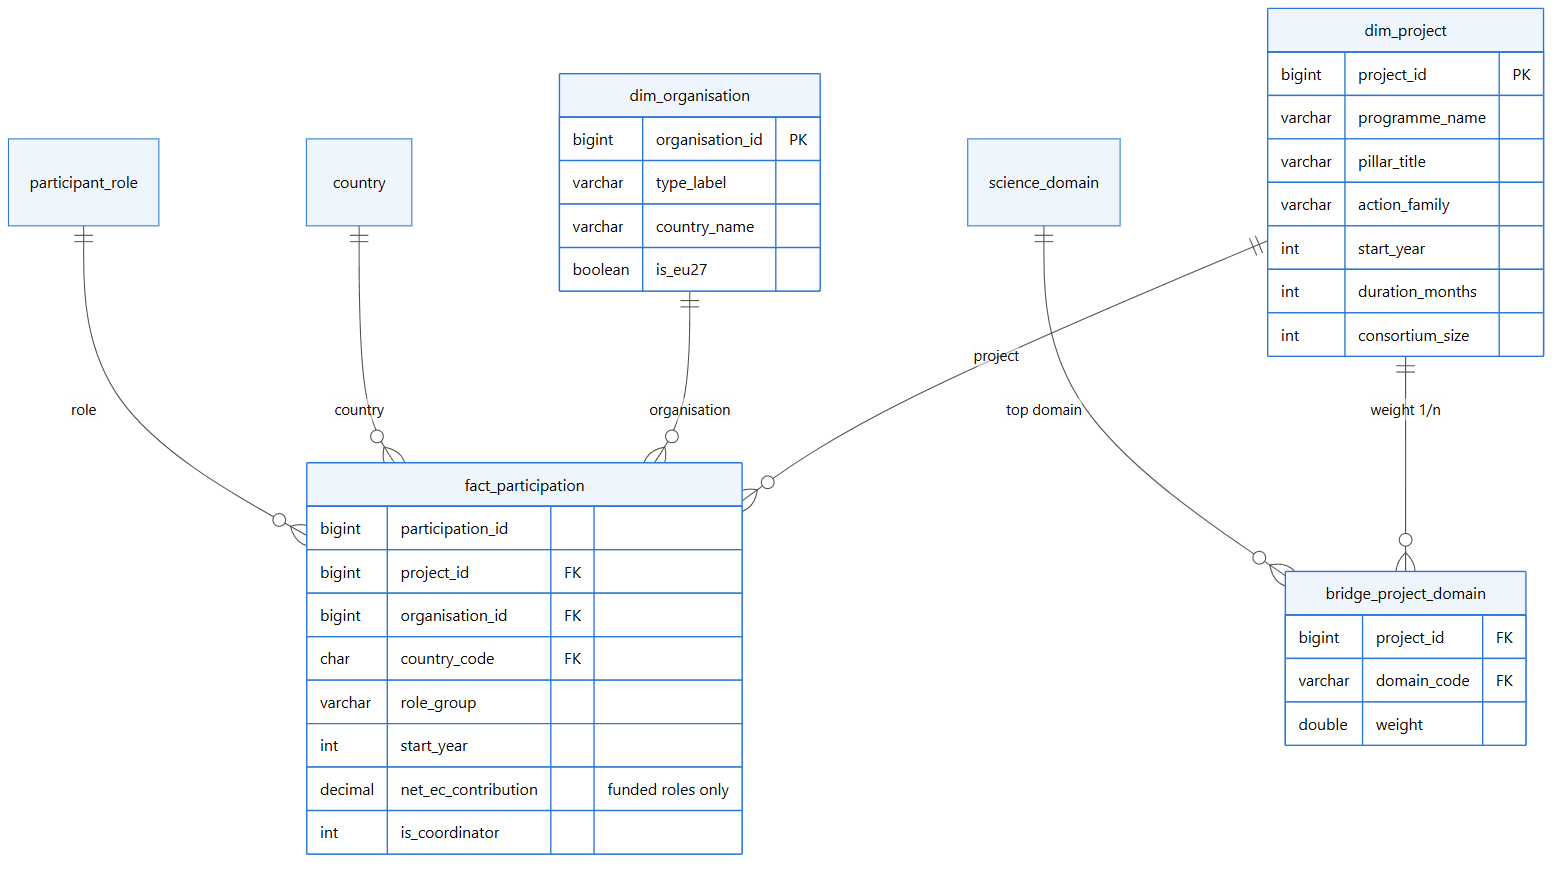 participant_role
country
dim_organisation
bigint organisation_id PK
varchar type_label
varchar country_name
boolean is_eu27
science_domain
dim_project
bigint project_id PK
varchar programme_name
varchar pillar_title
varchar action_family
int start_year
int duration_months
int consortium_size
role
country
organisation
project
top domain
weight 1/n
fact_participation
bigint participation_id
bigint project_id FK
bigint organisation_id FK
char country_code FK
varchar role_group
int start_year
decimal net_ec_contribution funded roles only
int is_coordinator
bridge_project_domain
bigint project_id FK
varchar domain_code FK
double weight